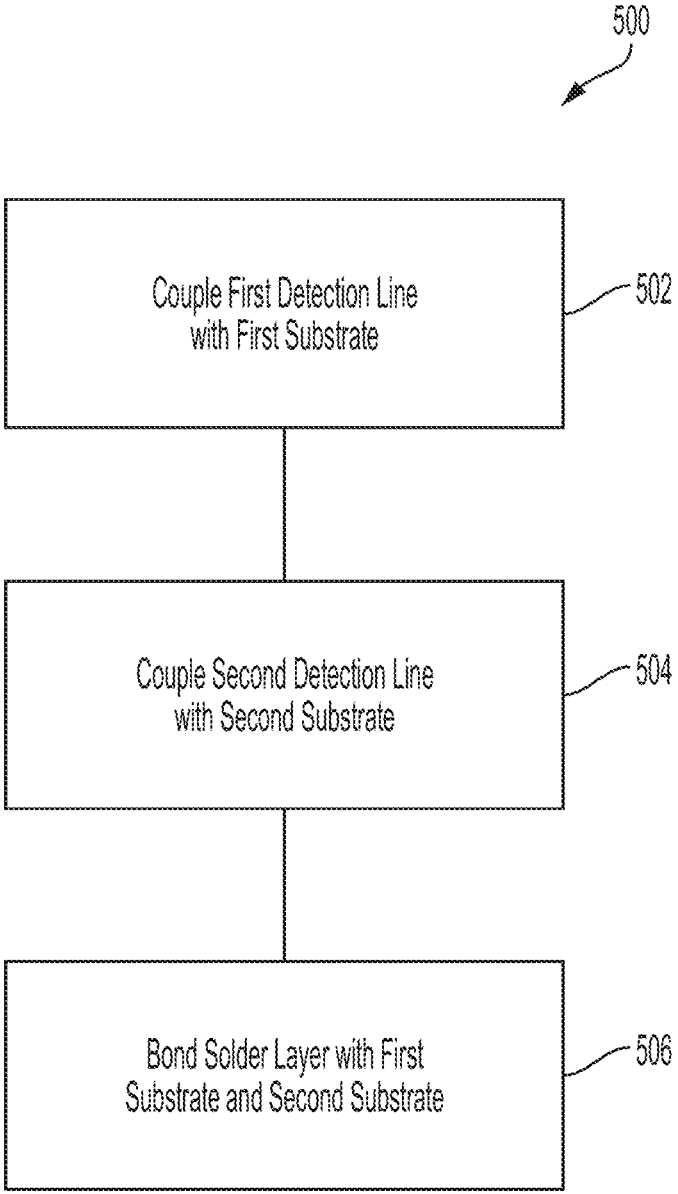 500
Couple First Detection Line
with First Substrate
502
Couple Second Detection Line
with Second Substrate
504
Bond Solder Layer with First
Substrate and Second Substrate
506